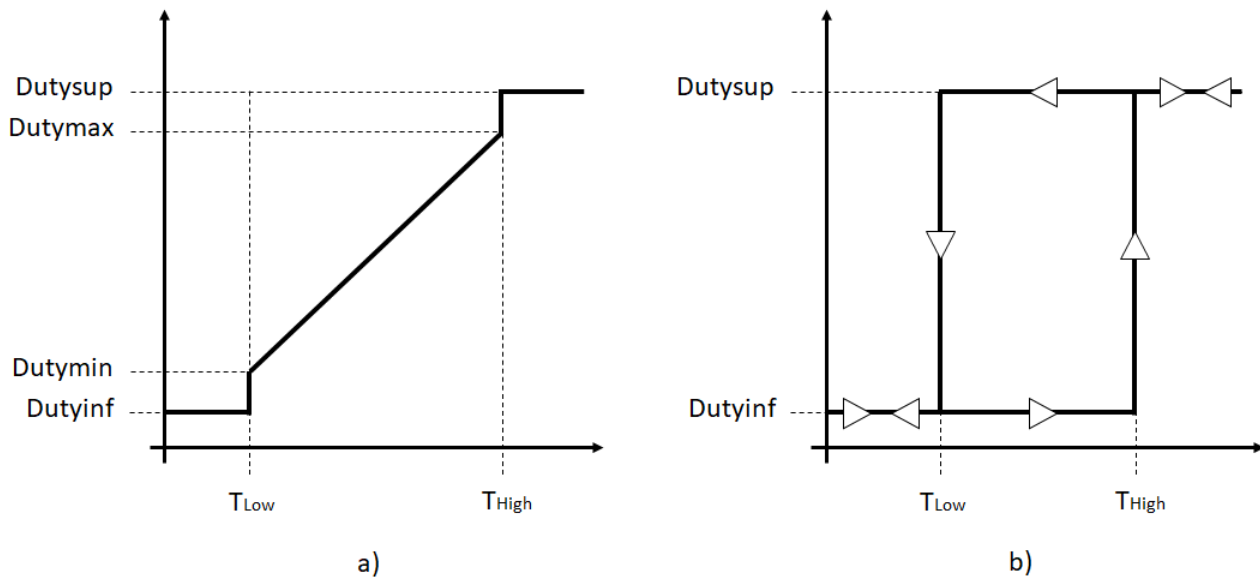 Dutysup
Dutymax
Dutymin
Dutyinf
TLow
THigh
a)
Dutysup
Dutyinf
TLow
THigh
b)